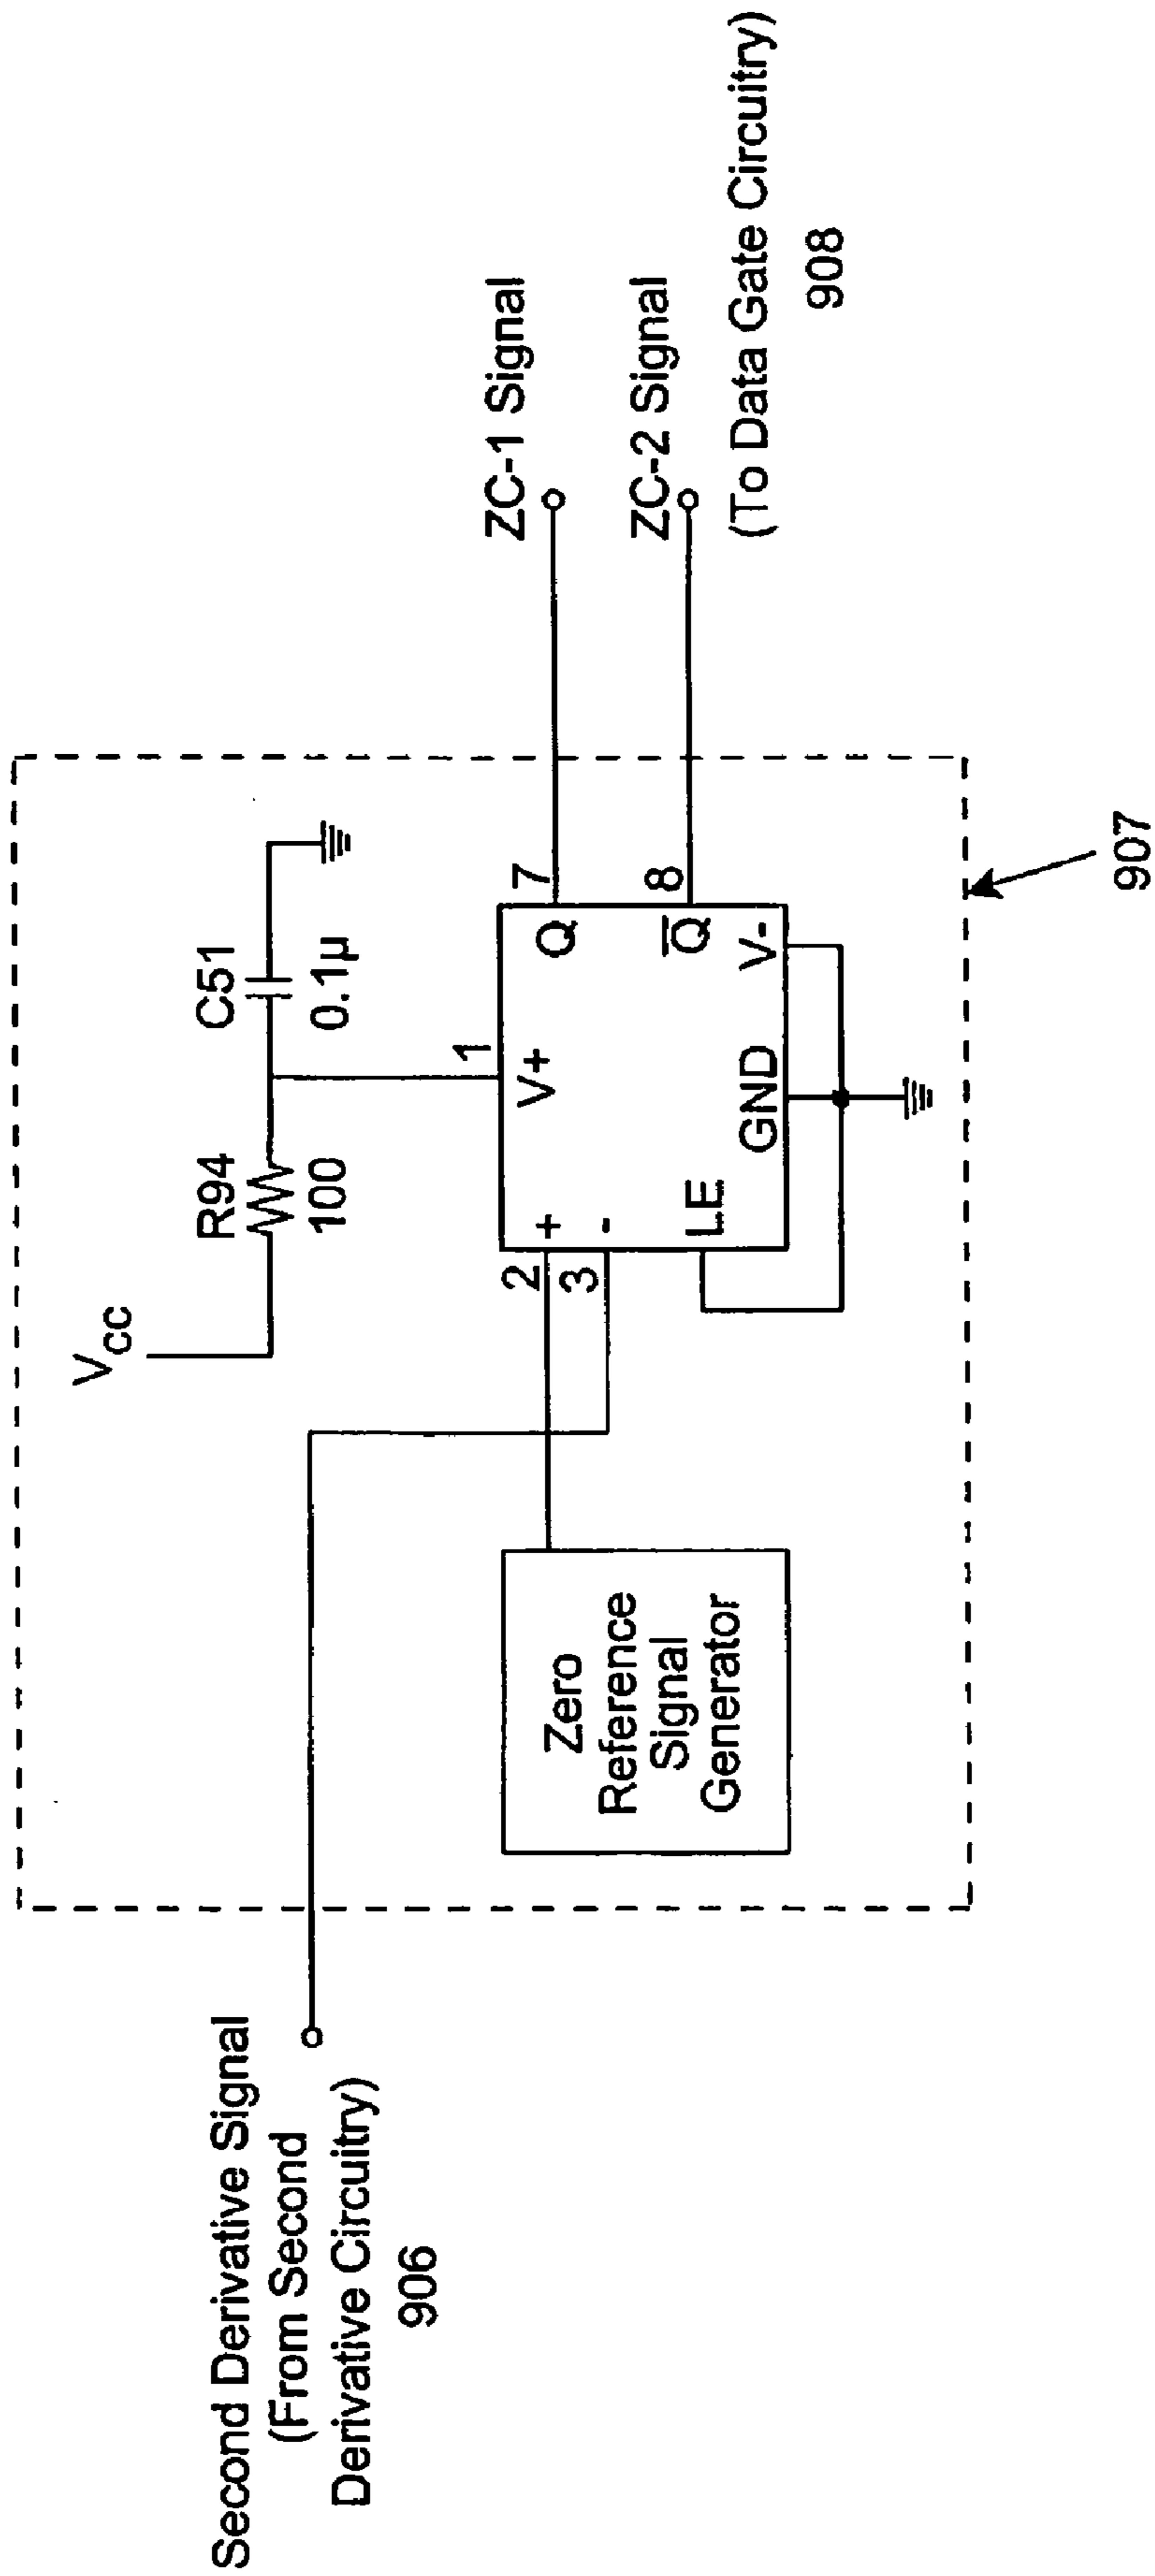 Second Derivative Signal
(From Second
Derivative Circuitry)
906
Zero
Reference
Signal
Generator
VCC
R94
100
C51
0.1μ
1
V+
2
+
3
-
LE
GND
V-
Q
7
Q̅
8
ZC-1 Signal
ZC-2 Signal
(To Data Gate Circuitry)
908
907